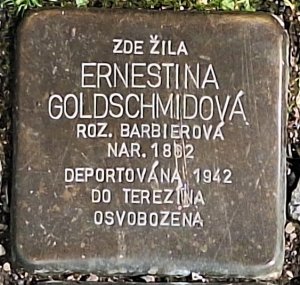 ZDE ŽILA
ERNESTINA
GOLDSCHMIDOVÁ
ROZ. BARBIEROVÁ
NAR. 1862
DEPORTOVÁNA 1942
DO TEREZÍNA
OSVOBOZENA